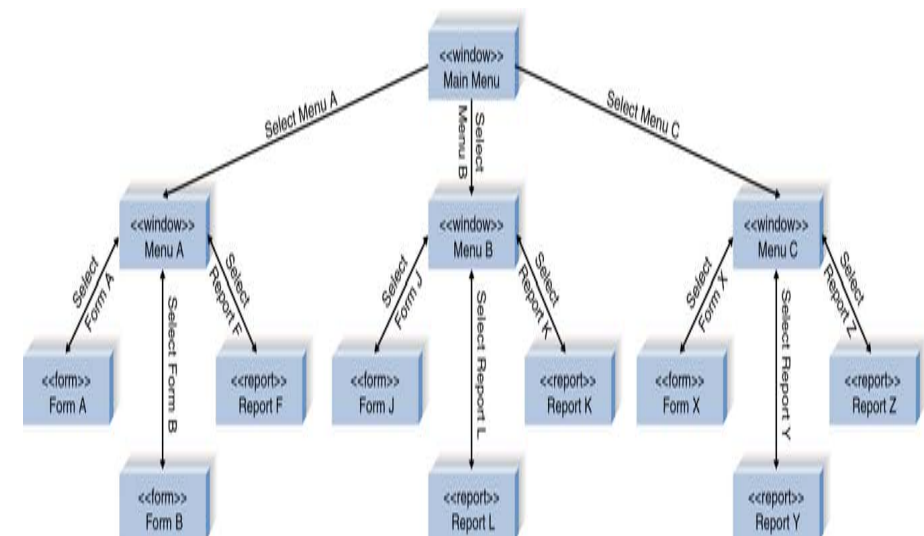 <<window>>
Main Menu
Select Menu A
Select
Menu B
Select Menu C
<<window>>
Menu A
<<window>>
Menu B
<<window>>
Menu C
Select
Form A
Select Form B
Select
Report F
Select
Form J
Select Report L
Select
Report K
Select
Form X
Select Report Y
Select
Report Z
<<form>>
Form A
<<report>>
Report F
<<form>>
Form J
<<report>>
Report K
<<form>>
Form X
<<report>>
Report Z
<<form>>
Form B
<<report>>
Report L
<<report>>
Report Y